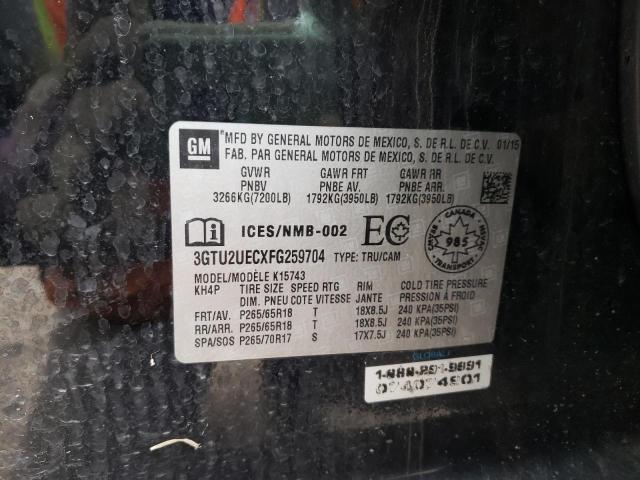 GM *MFD BY GENERAL MOTORS DE MEXICO, S. DE R.L. DE C.V. 01/15
FAB. PAR GENERAL MOTORS DE MEXICO, S. DE R.L. DE C.V.
GVWR GAWR FRT GAWR RR
PNBV PNBE AV. PNBE ARR.
3266KG(7200LB) 1792KG(3950LB) 1792KG(3950LB)
ICES/NMB-002 EC
CANADA
985
TRANSPORT
3GTU2UECXFG259704 TYPE: TRU/CAM
MODEL/MODÈLE K15743
KH4P TIRE SIZE SPEED RTG RIM COLD TIRE PRESSURE
DIM. PNEU COTE VITESSE JANTE PRESSION À FROID
FRT/AV. P265/65R18 T 18X8.5J 240 KPA(35PSI)
RR/ARR. P265/65R18 T 18X8.5J 240 KPA(35PSI)
SPA/SOS P265/70R17 S 17X7.5J 240 KPA(35PSI)
GLOBALi